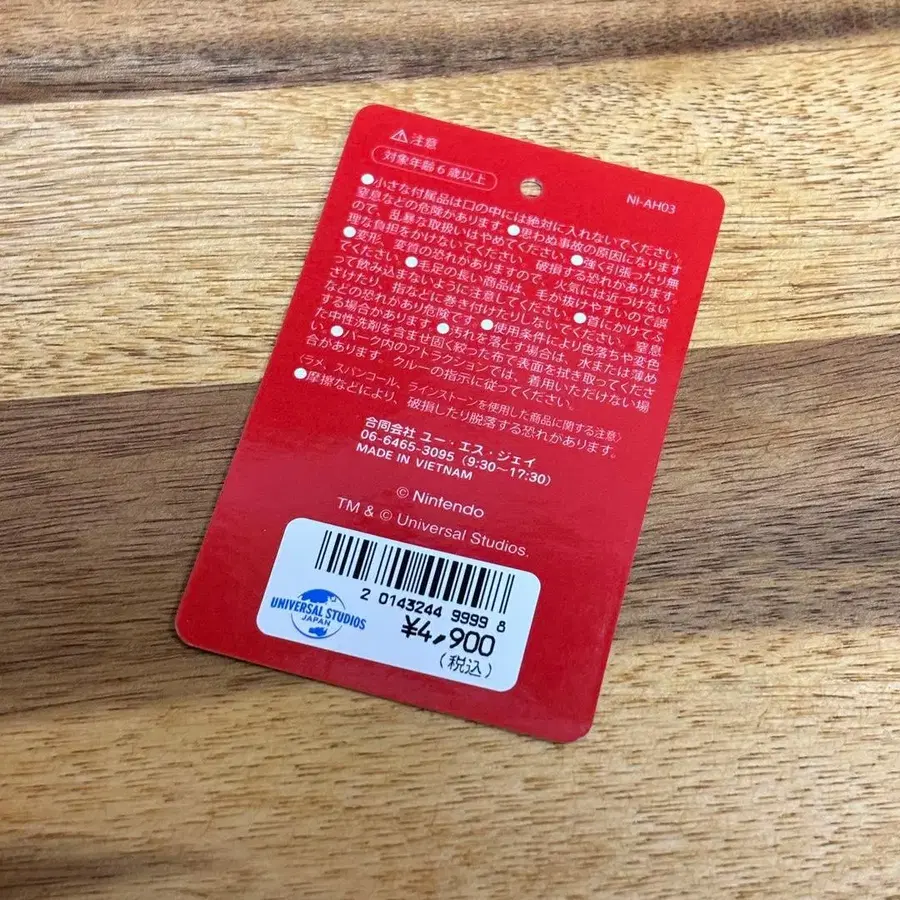 ⚠注意
NI-AH03
対象年齢6歳以上
●小さな付属品は口の中には絶対に入れないでください。
窒息などの危険があります。●思わぬ事故の原因になります
ので、乱暴な取扱いはやめてください。●強く引張ったり無
理な負担をかけないでください、破損する恐れがあります。
●変形、変質の恐れがありますので、火気には近づけない
でください。●毛足の長い商品は、毛が抜けやすいので誤
って飲み込まないように注意してください。●首にかけてふ
ざけたり、指などに巻き付けたりしないでください、窒息
などの恐れがあり危険です。●使用条件により色落ちや変色
する場合があります。●汚れを落とす場合は、水または薄め
た中性洗剤を含ませ固く絞った布で表面を拭き取ってくださ
い。●パーク内のアトラクションでは、着用いただけない場
合があります。クルーの指示に従ってください。
〈ラメ、スパンコール、ラインストーンを使用した商品に関する注意〉
●摩擦などにより、破損したり脱落する恐れがあります。
合同会社 ユー・エス・ジェイ
06-6465-3095（9:30〜17:30）
MADE IN VIETNAM
© Nintendo
TM & © Universal Studios.
2 0143244 9999 8
UNIVERSAL STUDIOS
JAPAN
¥4,900
(税込)